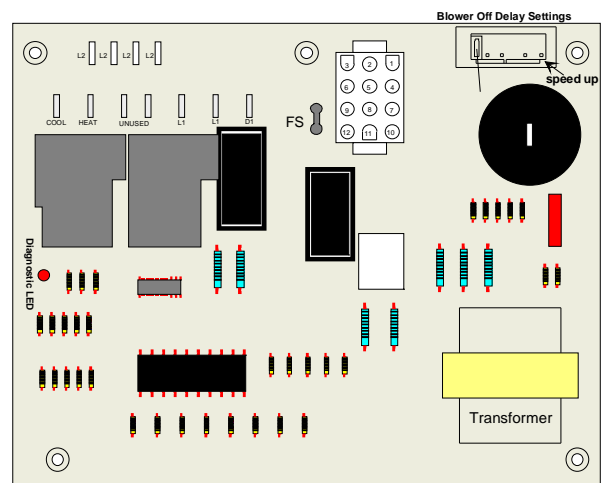 Blower Off Delay Settings
speed up
L2 L2 L2 L2
COOL HEAT UNUSED L1 L1 D1
FS
3 2 1
6 5 4
9 8 7
12 11 10
Diagnostic LED
Transformer